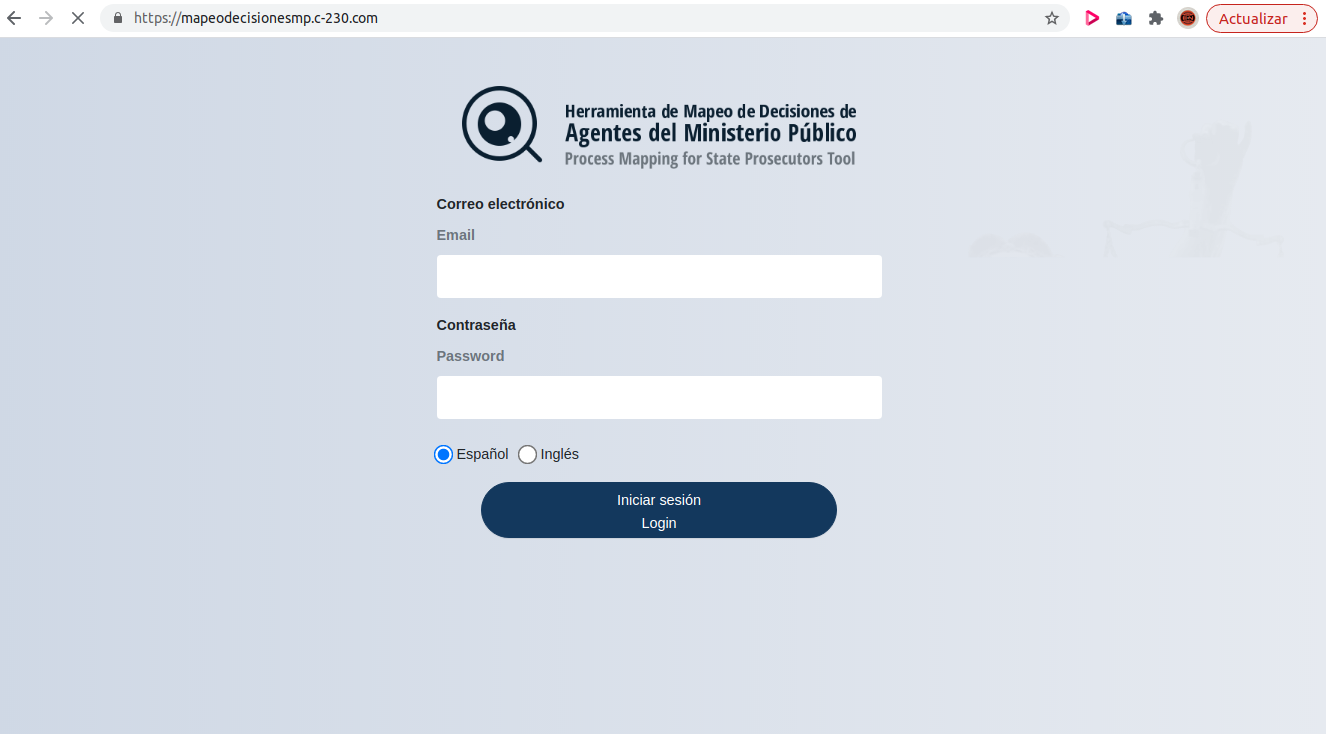 https://mapeodecisionesmp.c-230.com
Actualizar
Herramienta de Mapeo de Decisiones de
Agentes del Ministerio Público
Process Mapping for State Prosecutors Tool
Correo electrónico
Email
Contraseña
Password
Español Inglés
Iniciar sesión
Login